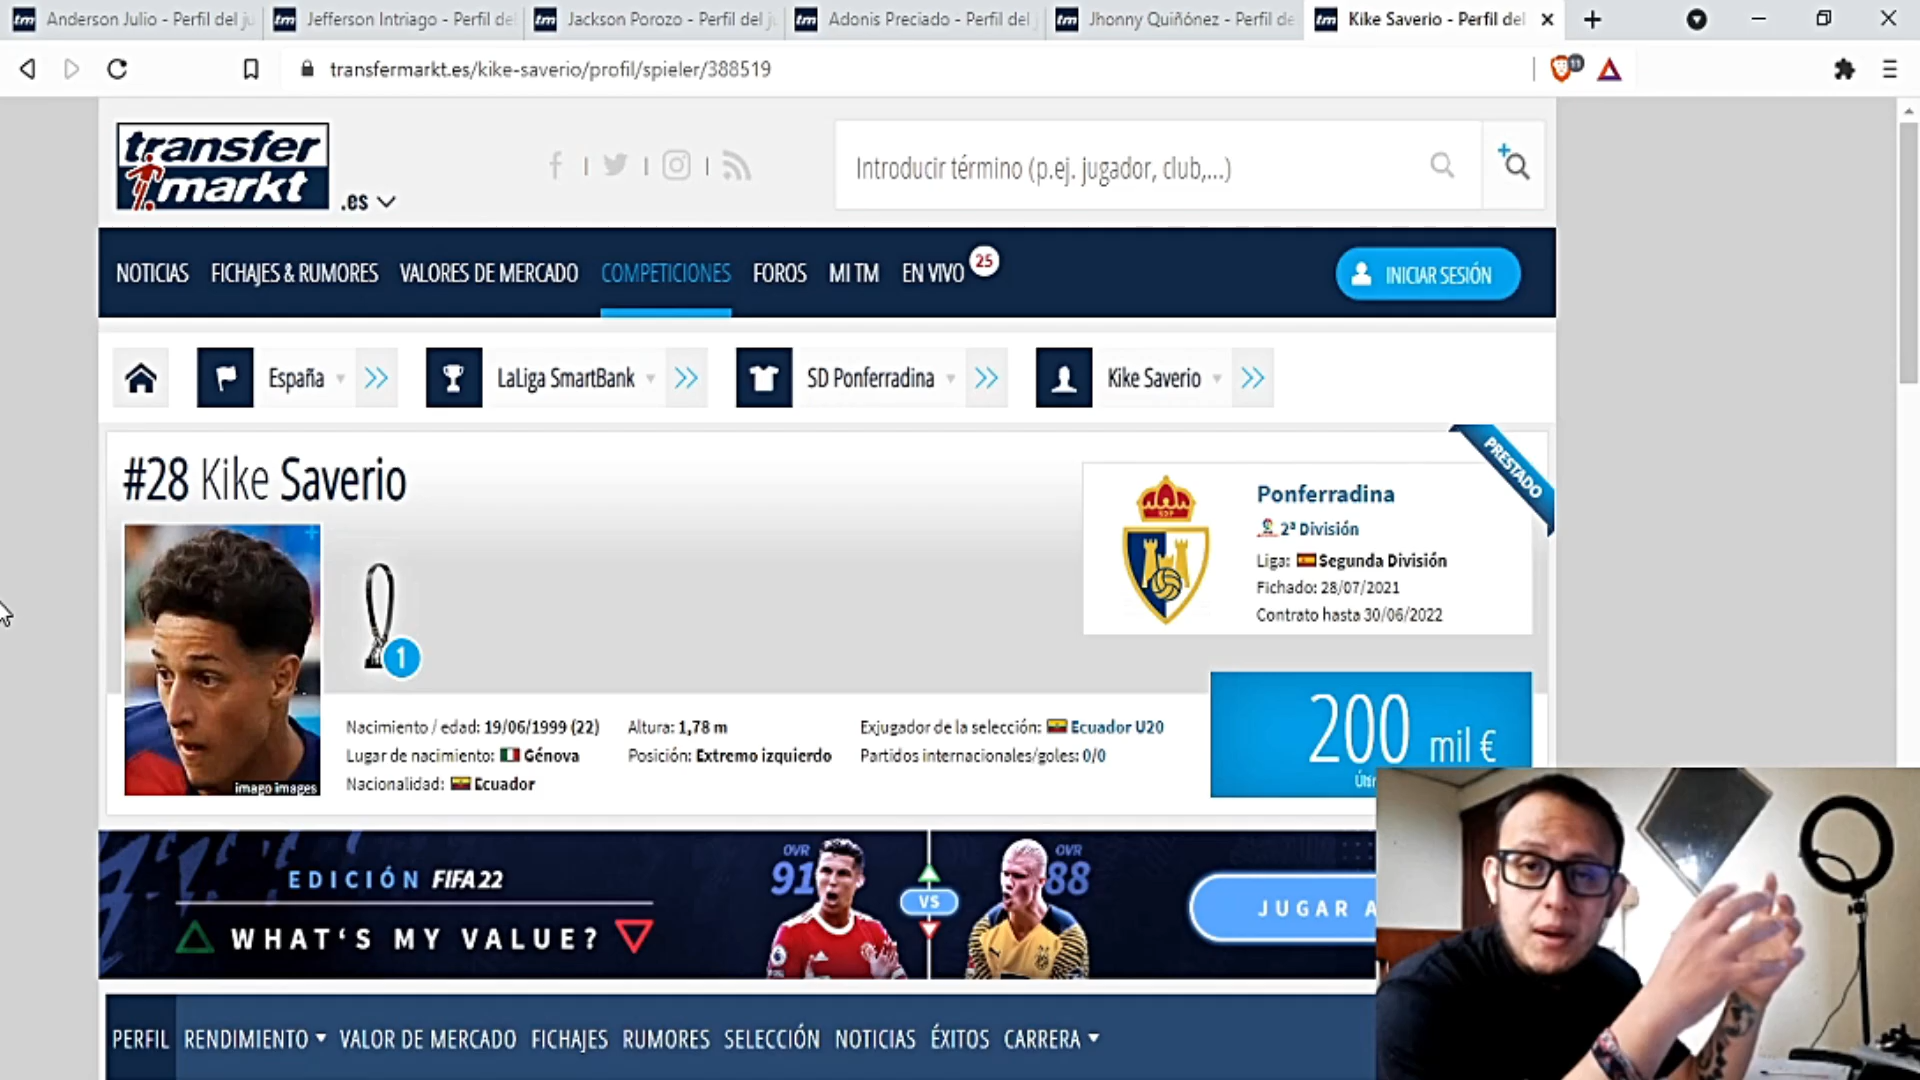 Anderson Julio - Perfil del ju
Jefferson Intriago - Perfil de
Jackson Porozo - Perfil del ju
Adonis Preciado - Perfil del
Jhonny Quiñónez - Perfil de
Kike Saverio - Perfil del
transfermarkt.es/kike-saverio/profil/spieler/388519
11
transfer
markt
.es
Introducir término (p.ej. jugador, club,...)
NOTICIAS
FICHAJES & RUMORES
VALORES DE MERCADO
COMPETICIONES
FOROS
MI TM
EN VIVO
25
INICIAR SESIÓN
España
LaLiga SmartBank
SD Ponferradina
Kike Saverio
#28 Kike Saverio
PRESTADO
Ponferradina
2ª División
Liga: Segunda División
Fichado: 28/07/2021
Contrato hasta 30/06/2022
1
imago images
Nacimiento / edad: 19/06/1999 (22)
Lugar de nacimiento: Génova
Nacionalidad: Ecuador
Altura: 1,78 m
Posición: Extremo izquierdo
Exjugador de la selección: Ecuador U20
Partidos internacionales/goles: 0/0
200 mil €
EDICIÓN FIFA 22
WHAT'S MY VALUE?
OVR
91
VS
OVR
88
JUGAR A
PERFIL
RENDIMIENTO
VALOR DE MERCADO
FICHAJES
RUMORES
SELECCIÓN
NOTICIAS
ÉXITOS
CARRERA